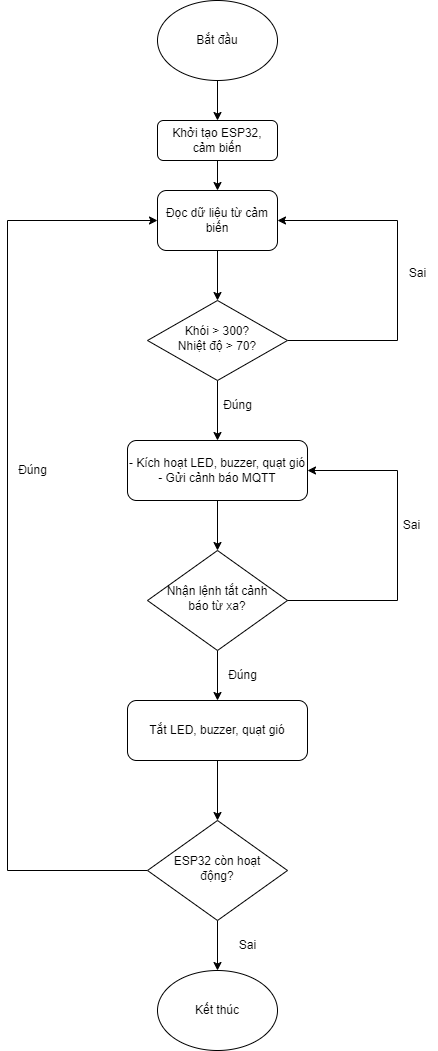 Bắt đầu
Khởi tạo ESP32,
cảm biến
Đọc dữ liệu từ cảm
biến
Sai
Khói > 300?
Nhiệt độ > 70?
Đúng
Đúng
- Kích hoạt LED, buzzer, quạt gió
- Gửi cảnh báo MQTT
Sai
Nhận lệnh tắt cảnh
báo từ xa?
Đúng
Tắt LED, buzzer, quạt gió
ESP32 còn hoạt
động?
Sai
Kết thúc